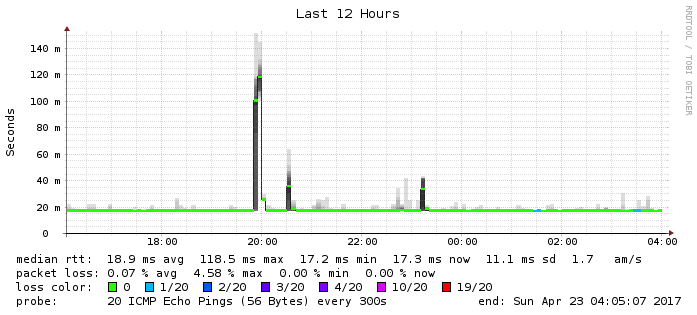 Last 12 Hours
RRDTOOL / TOBI OETIKER
Seconds
140 m
120 m
100 m
80 m
60 m
40 m
20 m
0
18:00 20:00 22:00 00:00 02:00 04:00
median rtt: 18.9 ms avg 118.5 ms max 17.2 ms min 17.3 ms now 11.1 ms sd 1.7 am/s
packet loss: 0.07 % avg 4.58 % max 0.00 % min 0.00 % now
loss color: 0 1/20 2/20 3/20 4/20 10/20 19/20
probe: 20 ICMP Echo Pings (56 Bytes) every 300s end: Sun Apr 23 04:05:07 2017